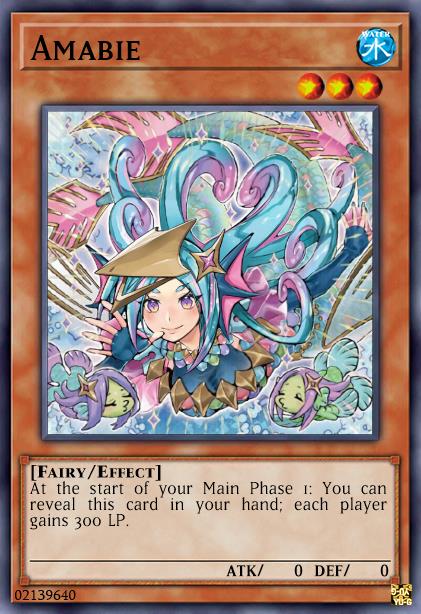 AMABIE
WATER
水
[FAIRY/EFFECT]
At the start of your Main Phase 1: You can
reveal this card in your hand; each player
gains 300 LP.
ATK/ 0 DEF/ 0
02139640